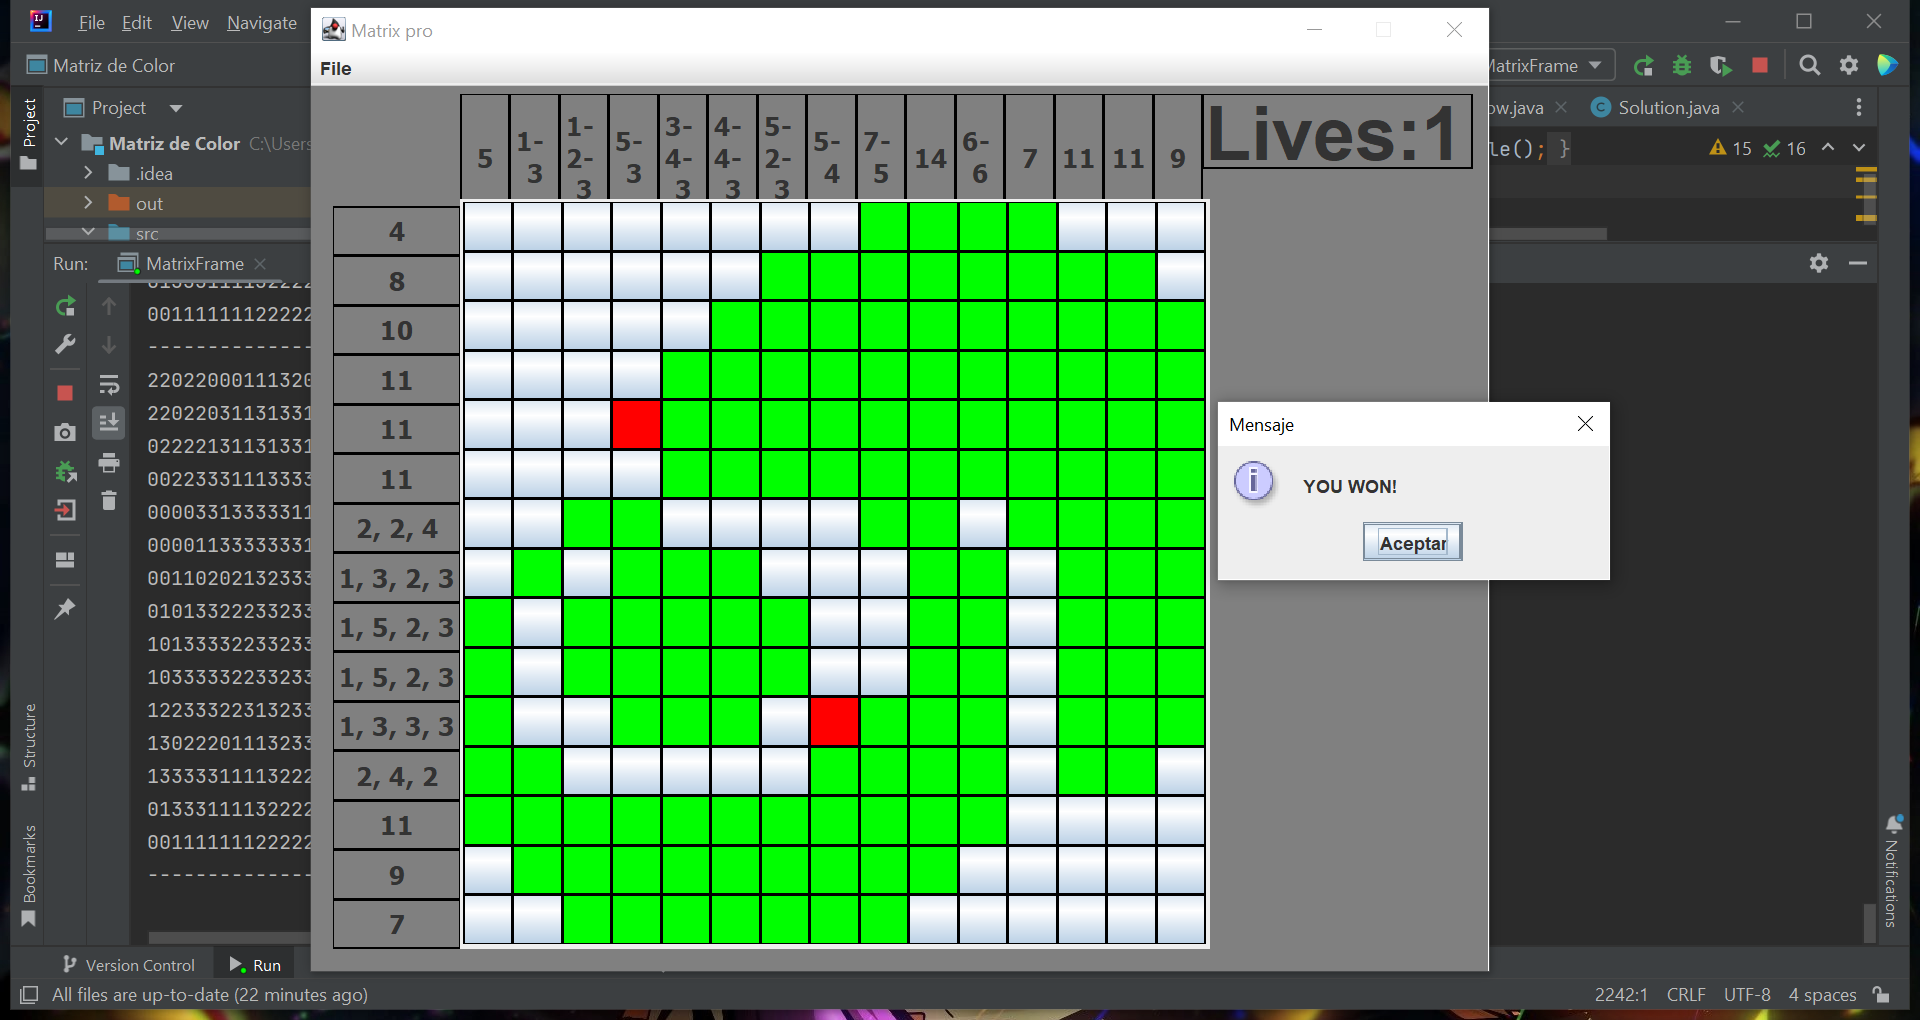 File Edit View Navigate
Matriz de Color
Project
Matriz de Color C:\Users
.idea
out
src
Run: MatrixFrame
00111111122222
--------------
22022000111320
22022031131331
02222131131331
00223331113333
00003313333311
00001133333331
00110202132333
01013322233233
10133332233233
10333332233233
12233322313233
13022201113233
13333311113222
01333111132222
00111111122222
--------------
Project
Structure
Bookmarks
Version Control
Run
All files are up-to-date (22 minutes ago)
Matrix pro
File
5
1-
3
1-
2-
3
5-
3
3-
4-
3
4-
4-
3
5-
2-
3
5-
4
7-
5
14
6-
6
7
11
11
9
Lives:1
4
8
10
11
11
11
2, 2, 4
1, 3, 2, 3
1, 5, 2, 3
1, 5, 2, 3
1, 3, 3, 3
2, 4, 2
11
9
7
Mensaje
YOU WON!
Aceptar
MatrixFrame
ow.java
Solution.java
le(); }
15
16
Notifications
2242:1 CRLF UTF-8 4 spaces